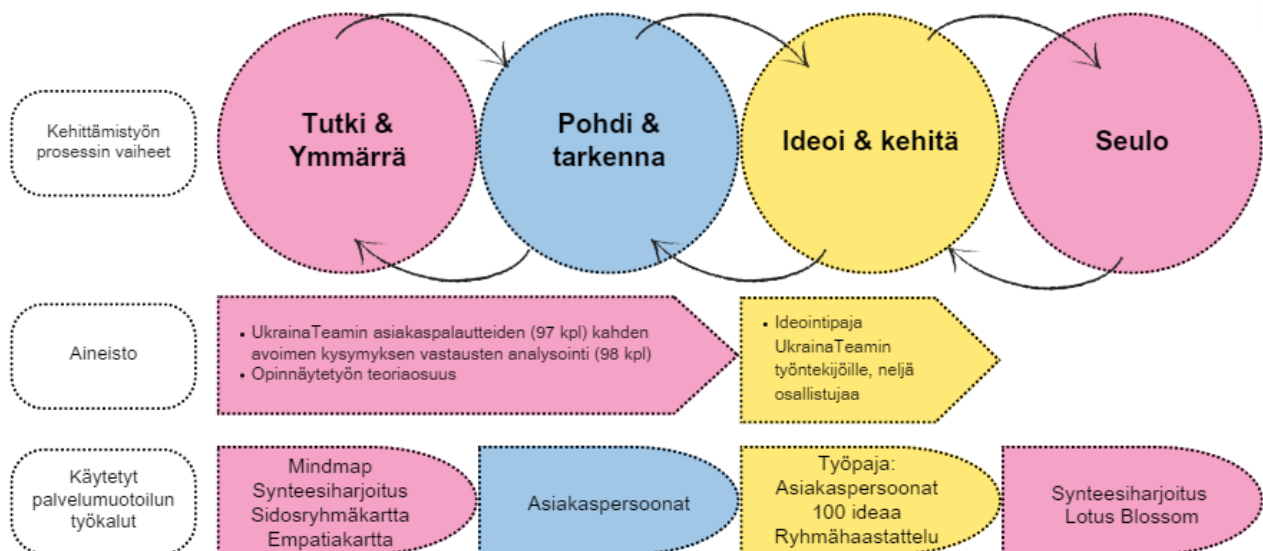 Kehittämistyön
prosessin vaiheet
Tutki &
Ymmärrä
Pohdi &
tarkenna
Ideoi & kehitä
Seulo
Aineisto
• UkrainaTeamin asiakaspalautteiden (97 kpl) kahden
avoimen kysymyksen vastausten analysointi (98 kpl)
• Opinnäytetyön teoriaosuus
• Ideointipaja
UkrainaTeamin
työntekijöille, neljä
osallistujaa
Käytetyt
palvelumuotoilun
työkalut
Mindmap
Synteesiharjoitus
Sidosryhmäkartta
Empatiakartta
Asiakaspersoonat
Työpaja:
Asiakaspersoonat
100 ideaa
Ryhmähaastattelu
Synteesiharjoitus
Lotus Blossom